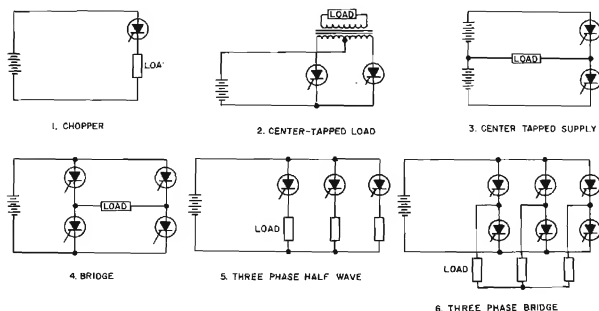 LOAD
LOA
1. CHOPPER
2. CENTER-TAPPED LOAD
LOAD
3. CENTER TAPPED SUPPLY
LOAD
4. BRIDGE
LOAD
5. THREE PHASE HALF WAVE
LOAD
6. THREE PHASE BRIDGE